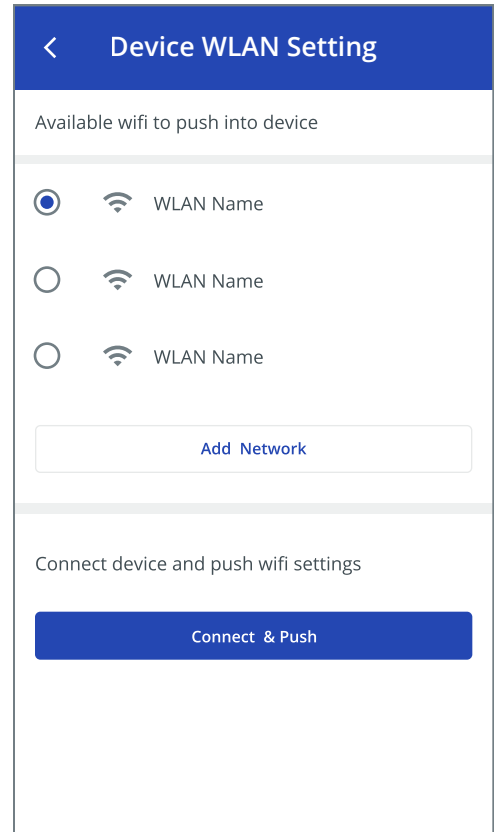 Device WLAN Setting
Available wifi to push into device
WLAN Name
WLAN Name
WLAN Name
Add Network
Connect device and push wifi settings
Connect & Push